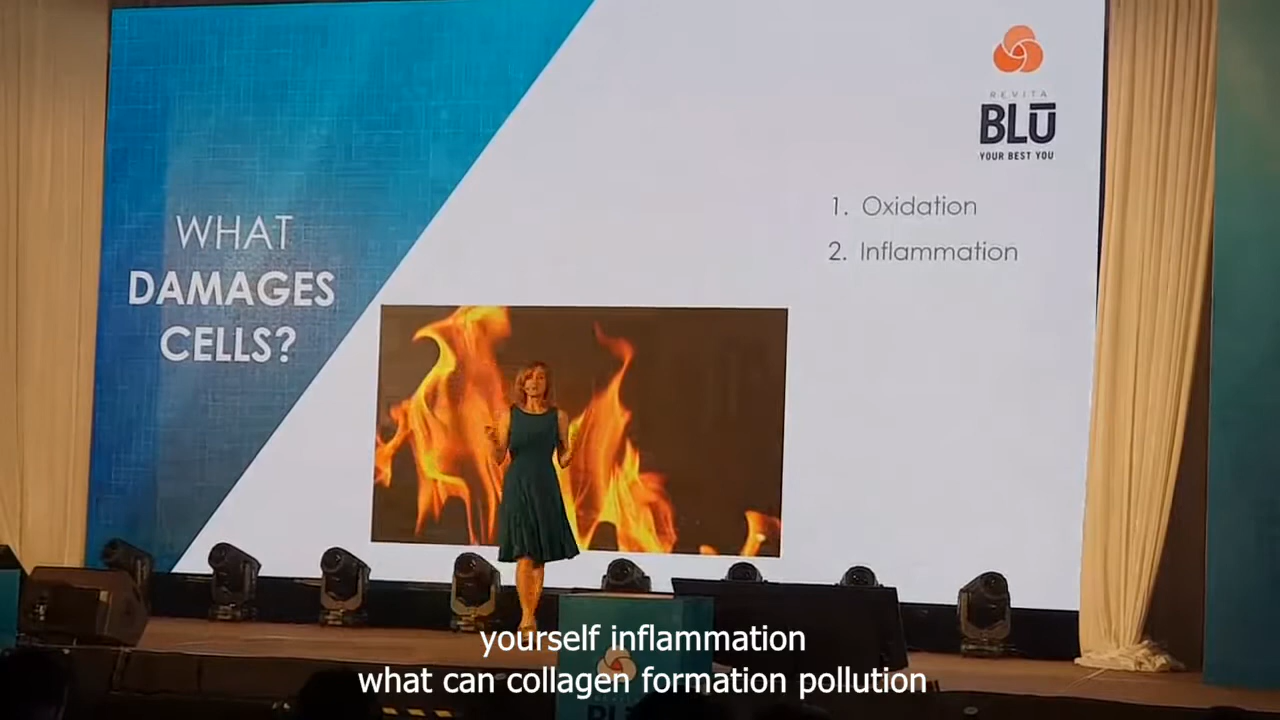 WHAT
DAMAGES
CELLS?
REVITA
BLŪ
YOUR BEST YOU
1. Oxidation
2. Inflammation
yourself inflammation
what can collagen formation pollution
BLŪ